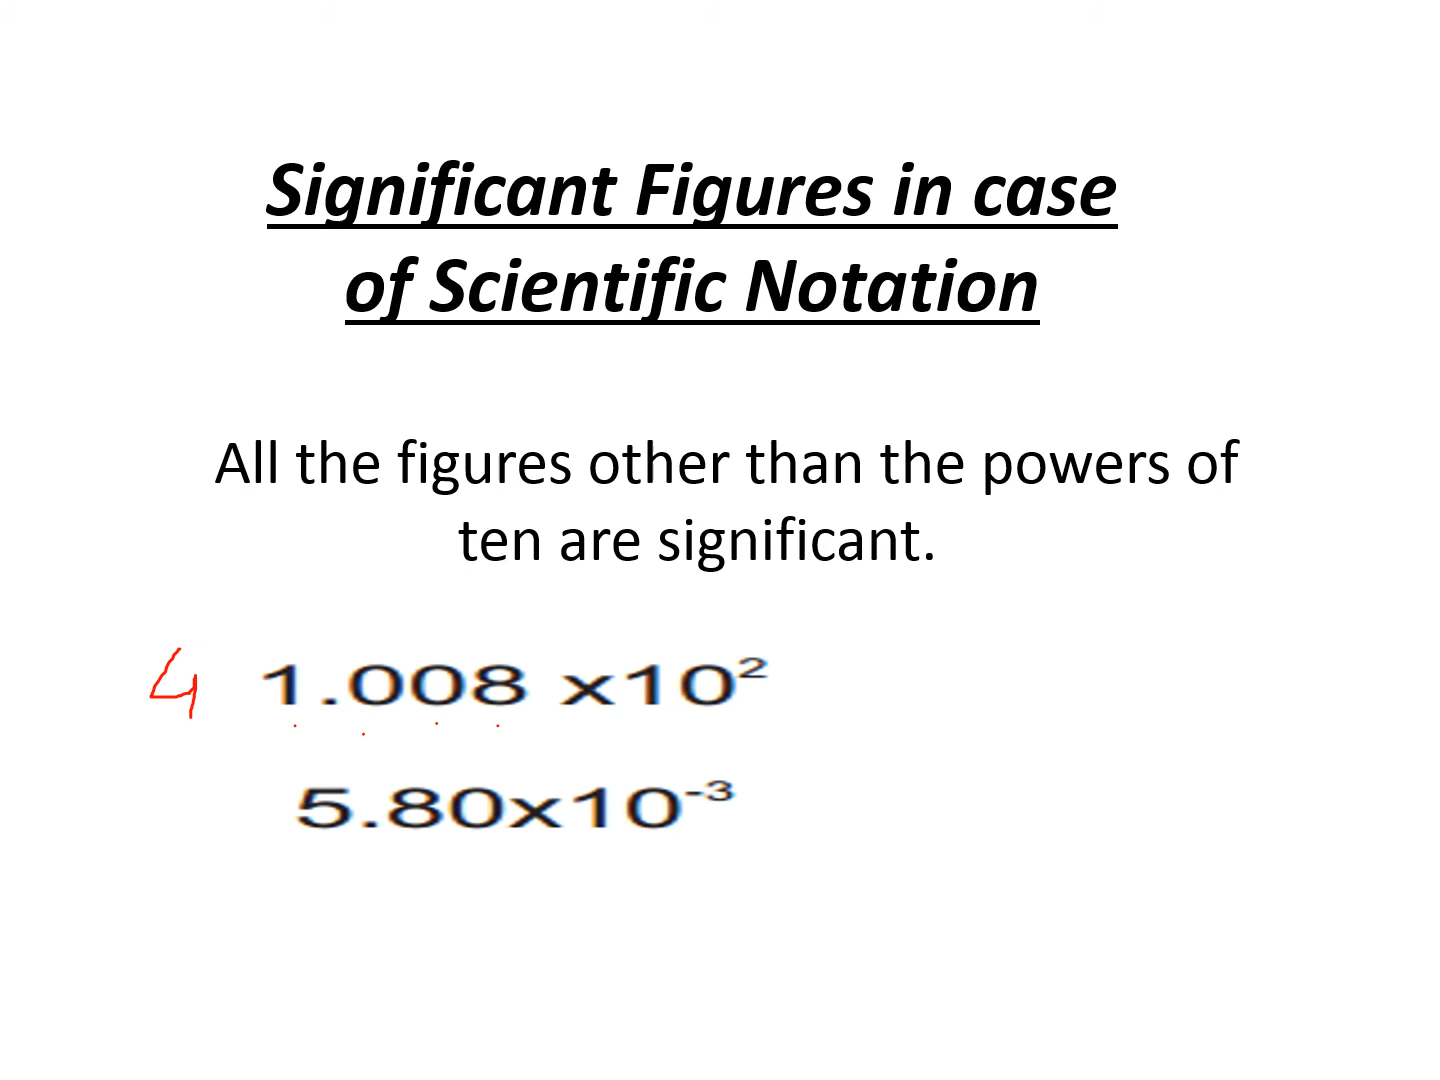 Significant Figures in case
of Scientific Notation
All the figures other than the powers of
ten are significant.
4 1.008 x10²
5.80x10⁻³